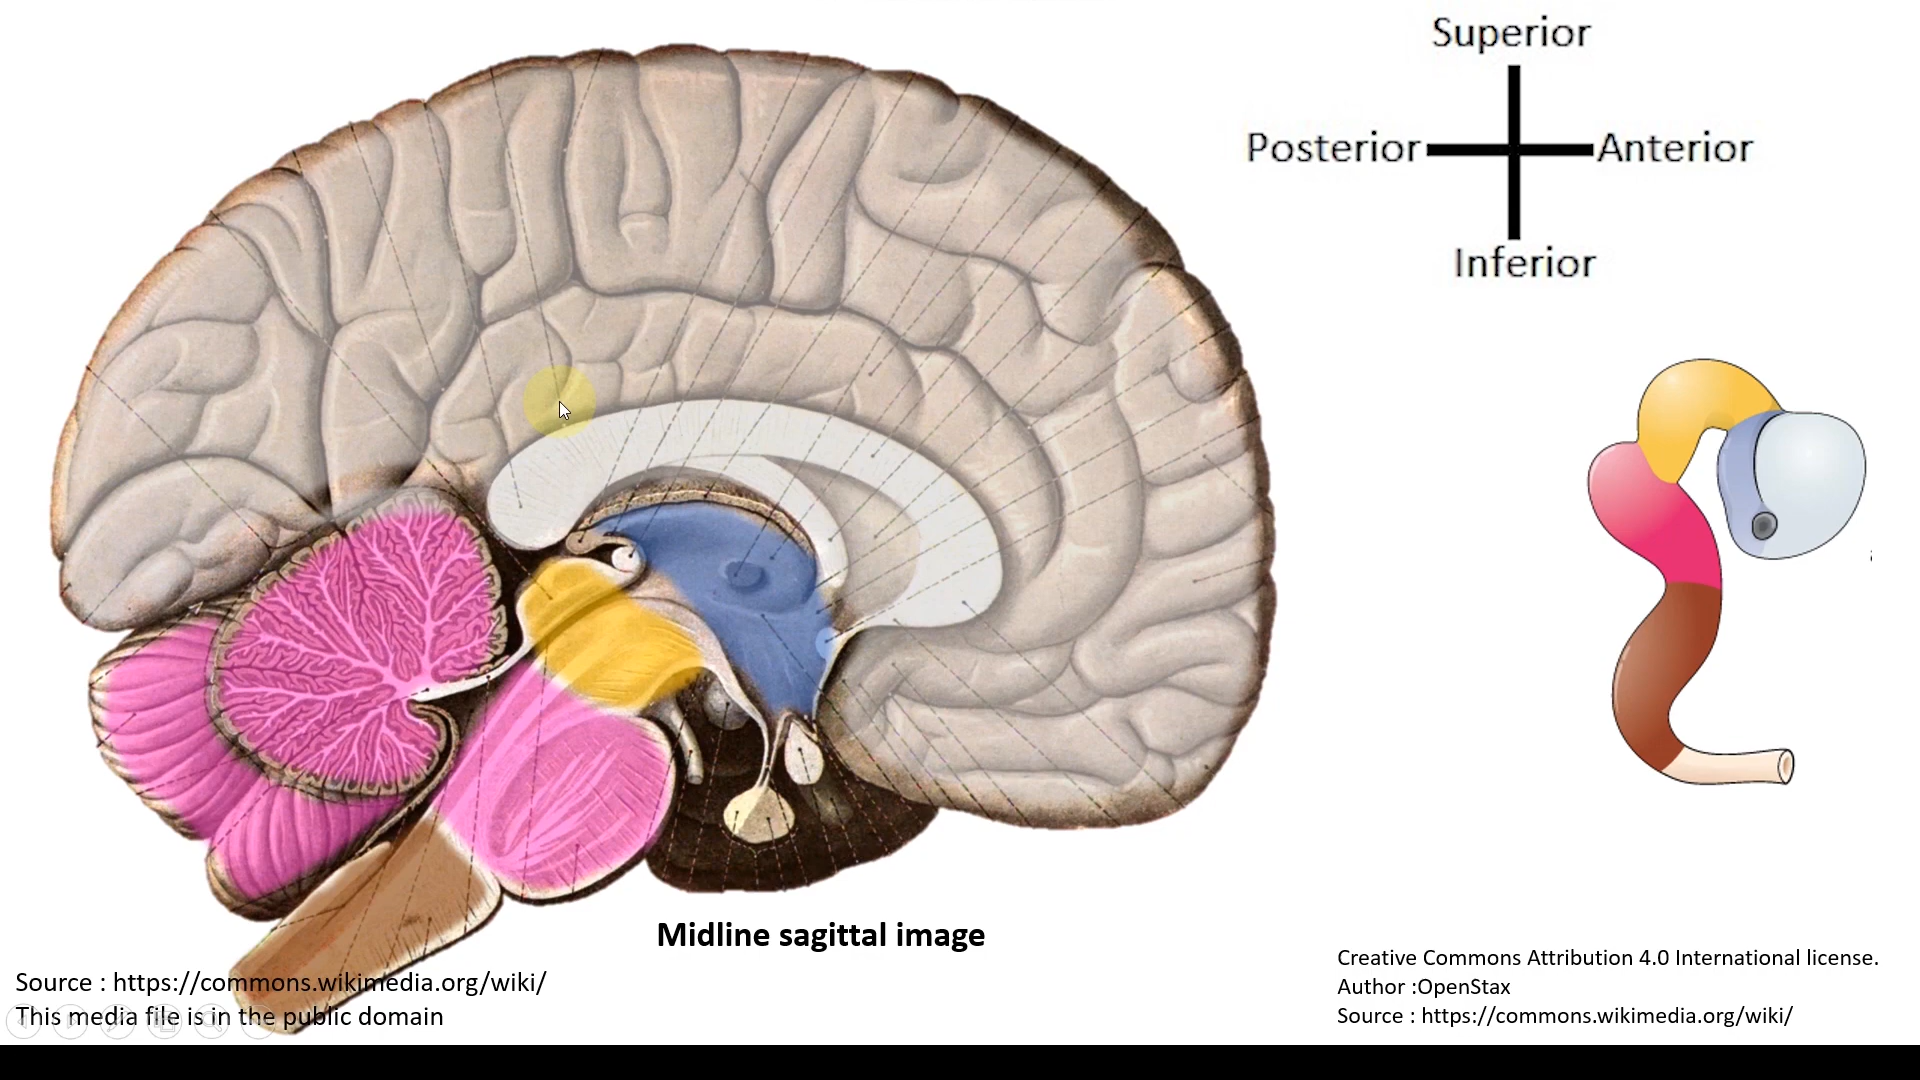 Superior
Posterior
Anterior
Inferior
Midline sagittal image
Source : https://commons.wikimedia.org/wiki/
This media file is in the public domain
Creative Commons Attribution 4.0 International license.
Author :OpenStax
Source : https://commons.wikimedia.org/wiki/